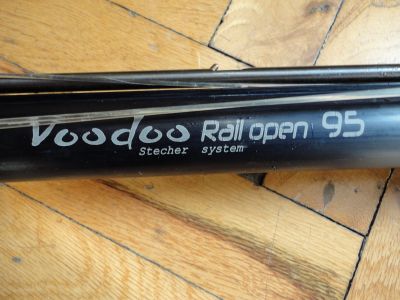 Voodoo Rail open 95
Stecher system